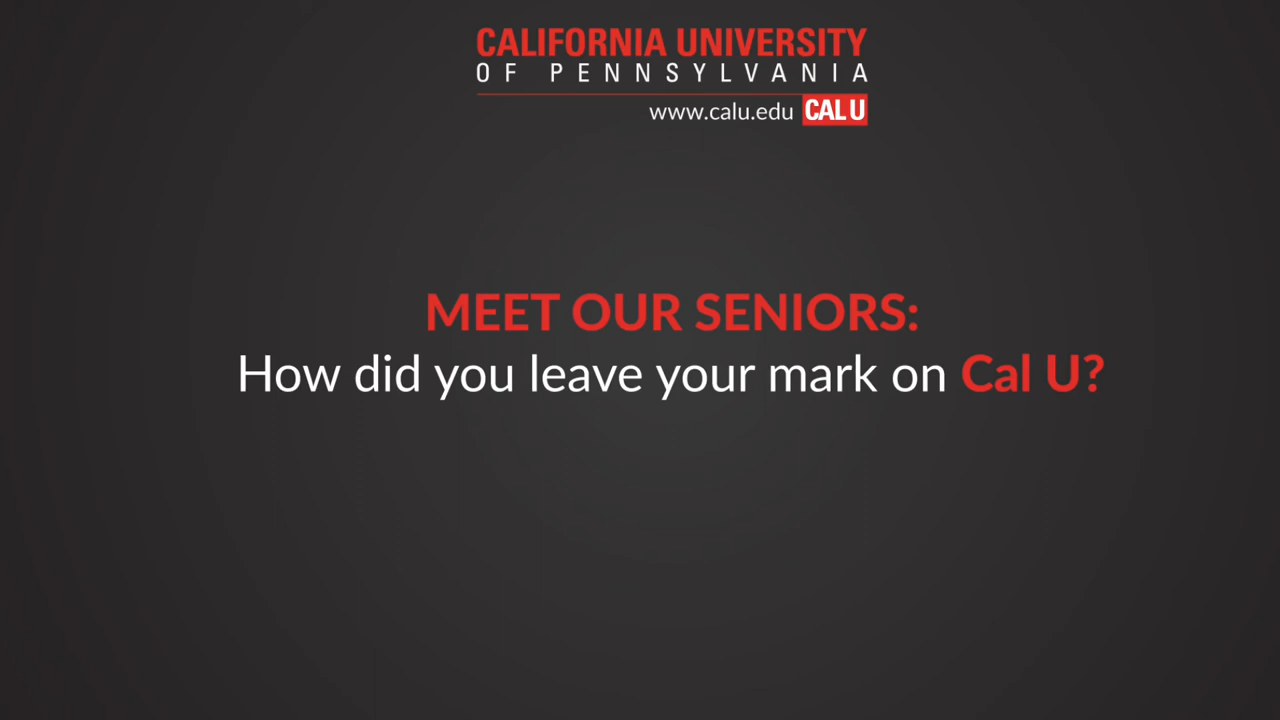 CALIFORNIA UNIVERSITY
OF PENNSYLVANIA
www.calu.edu CAL U
MEET OUR SENIORS:
How did you leave your mark on Cal U?